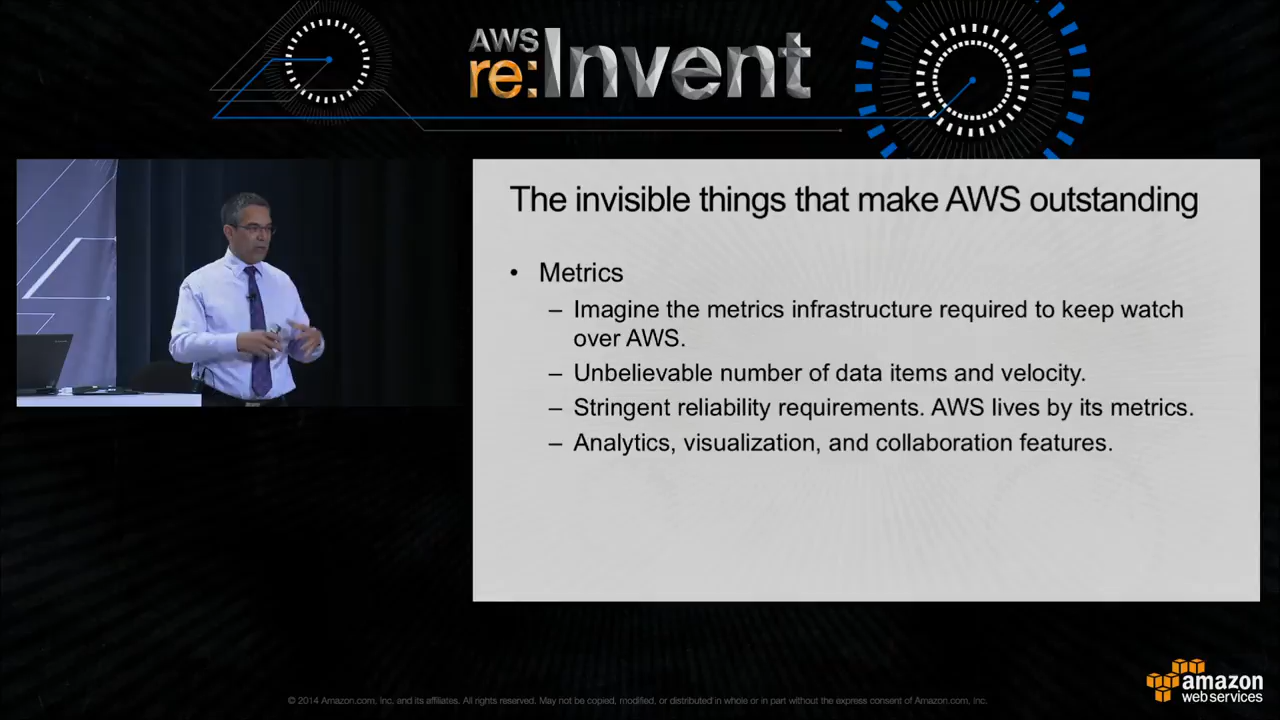 AWS
re:Invent
The invisible things that make AWS outstanding
• Metrics
– Imagine the metrics infrastructure required to keep watch
over AWS.
– Unbelievable number of data items and velocity.
– Stringent reliability requirements. AWS lives by its metrics.
– Analytics, visualization, and collaboration features.
amazon
web services
© 2014 Amazon.com, Inc, and its affiliates. All rights reserved. May not be copied, modified, or distributed in whole or in part without the express consent of Amazon.com, Inc.